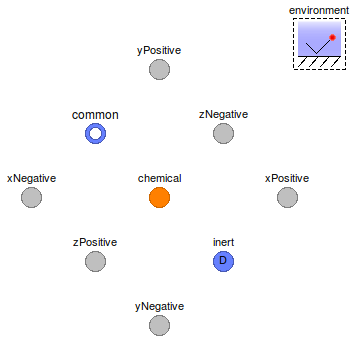 environment
yPositive
common
zNegative
xNegative
chemical
xPositive
zPositive
inert
D
yNegative